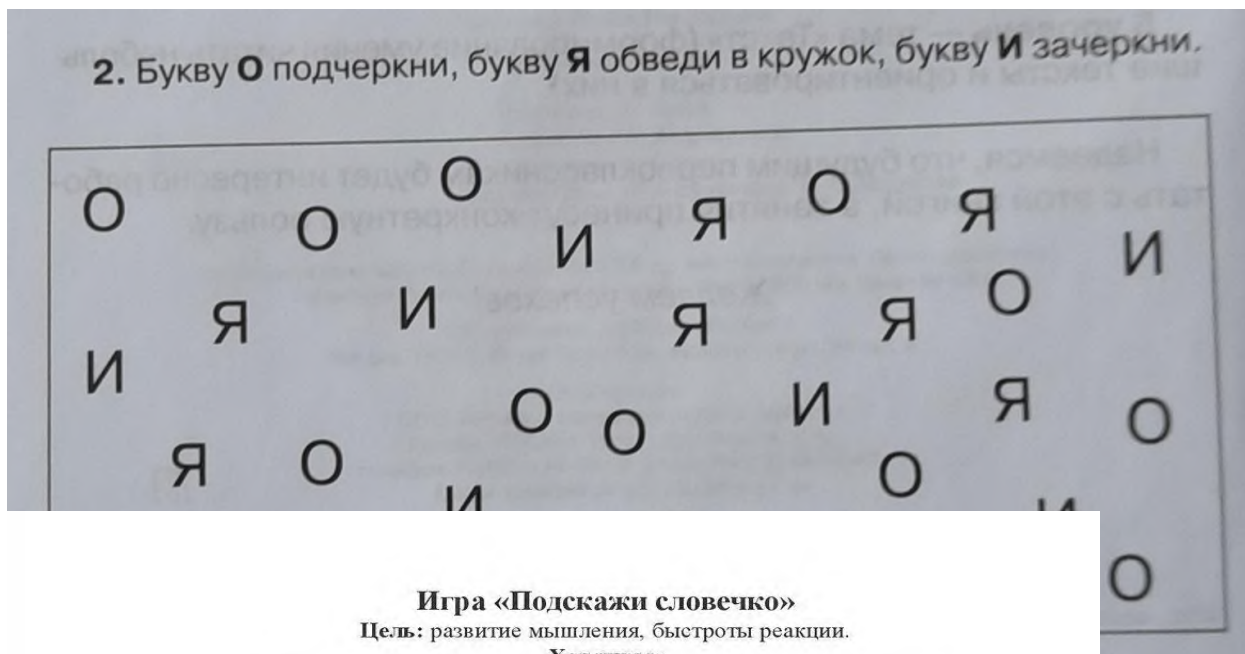 2. Букву О подчеркни, букву Я обведи в кружок, букву И зачеркни.
О О О И Я О Я И
Я И Я Я О
И О О И Я О
Я О И О И
О
Игра «Подскажи словечко»
Цель: развитие мышления, быстроты реакции.